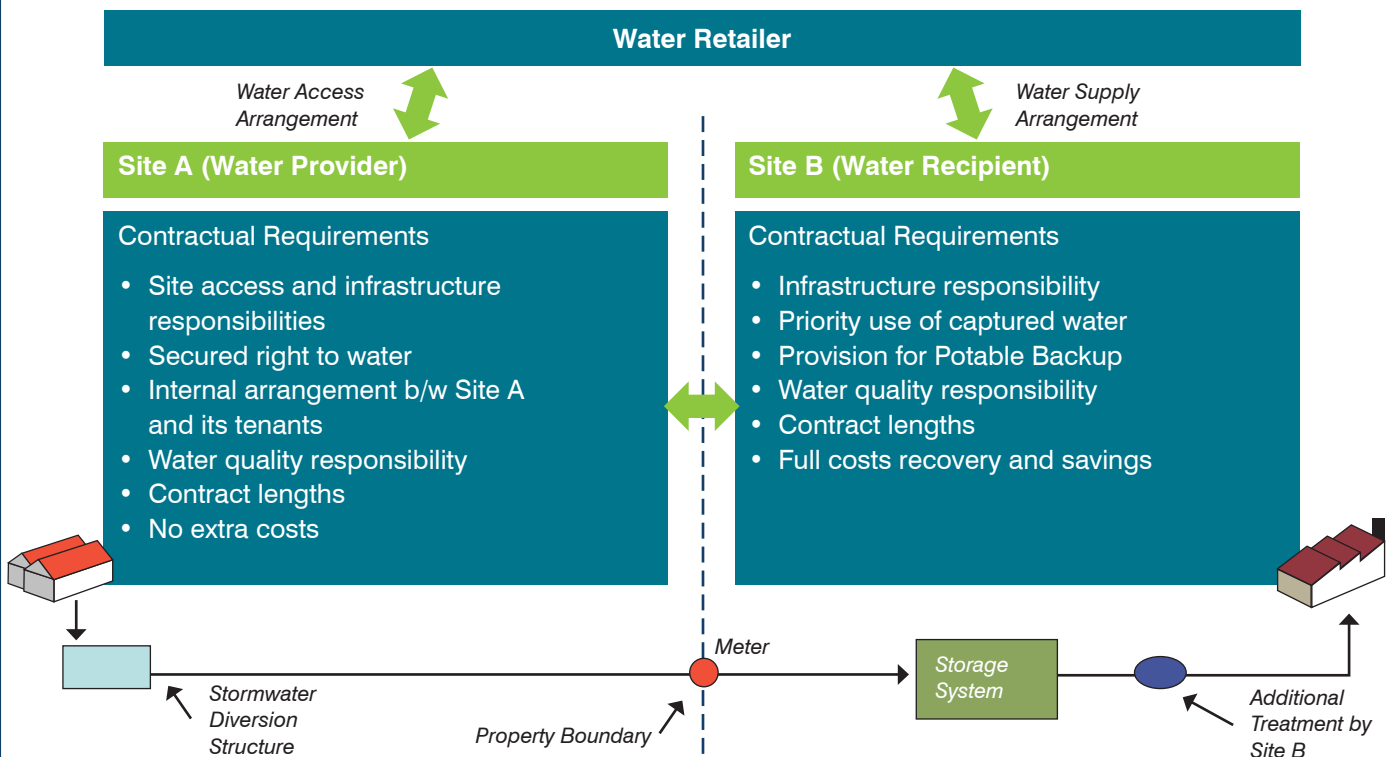 Water Retailer
Water Access
Arrangement
Water Supply
Arrangement
Site A (Water Provider)
Contractual Requirements
• Site access and infrastructure
responsibilities
• Secured right to water
• Internal arrangement b/w Site A
and its tenants
• Water quality responsibility
• Contract lengths
• No extra costs
Site B (Water Recipient)
Contractual Requirements
• Infrastructure responsibility
• Priority use of captured water
• Provision for Potable Backup
• Water quality responsibility
• Contract lengths
• Full costs recovery and savings
Stormwater
Diversion
Structure
Property Boundary
Meter
Storage
System
Additional
Treatment by
Site B